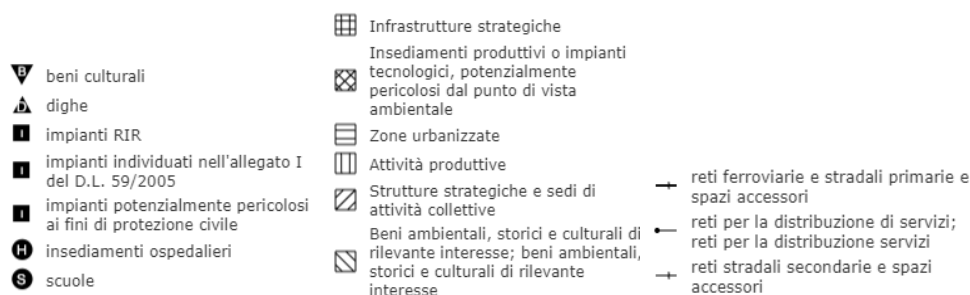 B beni culturali
D dighe
I impianti RIR
I impianti individuati nell'allegato I
del D.L. 59/2005
I impianti potenzialmente pericolosi
ai fini di protezione civile
H insediamenti ospedalieri
S scuole
Infrastrutture strategiche
Insediamenti produttivi o impianti
tecnologici, potenzialmente
pericolosi dal punto di vista
ambientale
Zone urbanizzate
Attività produttive
Strutture strategiche e sedi di
attività collettive
Beni ambientali, storici e culturali di
rilevante interesse; beni ambientali,
storici e culturali di rilevante
interesse
reti ferroviarie e stradali primarie e
spazi accessori
reti per la distribuzione di servizi;
reti per la distribuzione servizi
reti stradali secondarie e spazi
accessori